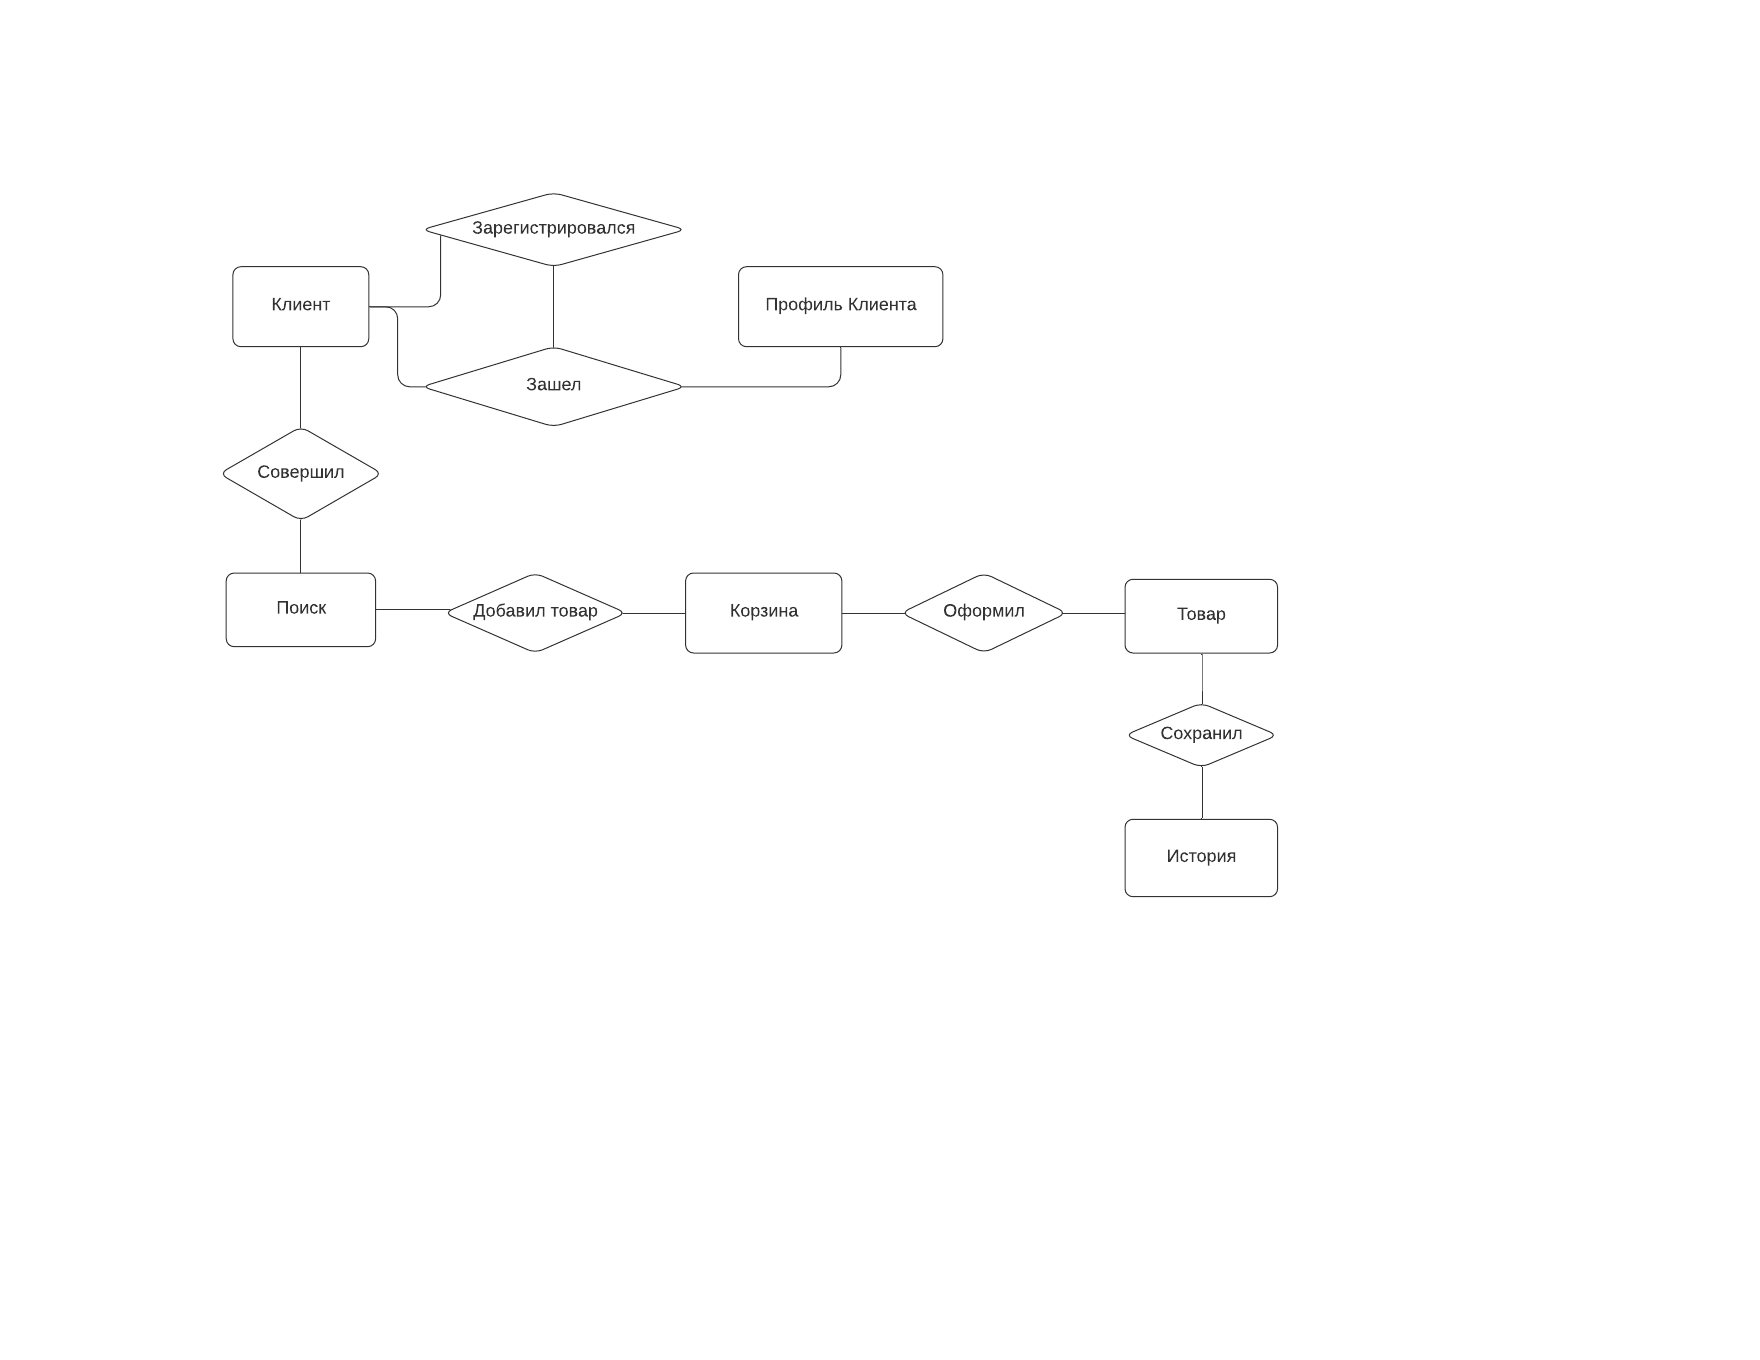 Зарегистрировался
Клиент
Профиль Клиента
Зашел
Совершил
Поиск
Добавил товар
Корзина
Оформил
Товар
Сохранил
История